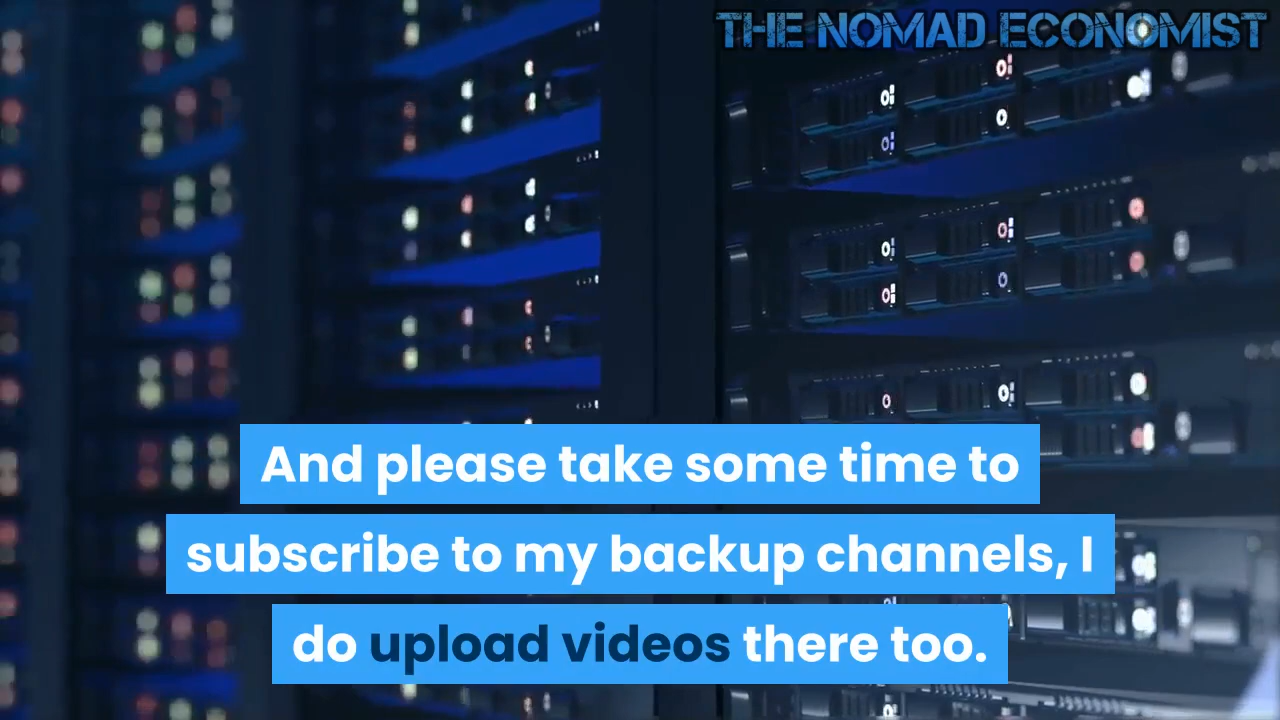 THE NOMAD ECONOMIST
And please take some time to
subscribe to my backup channels, I
do upload videos there too.